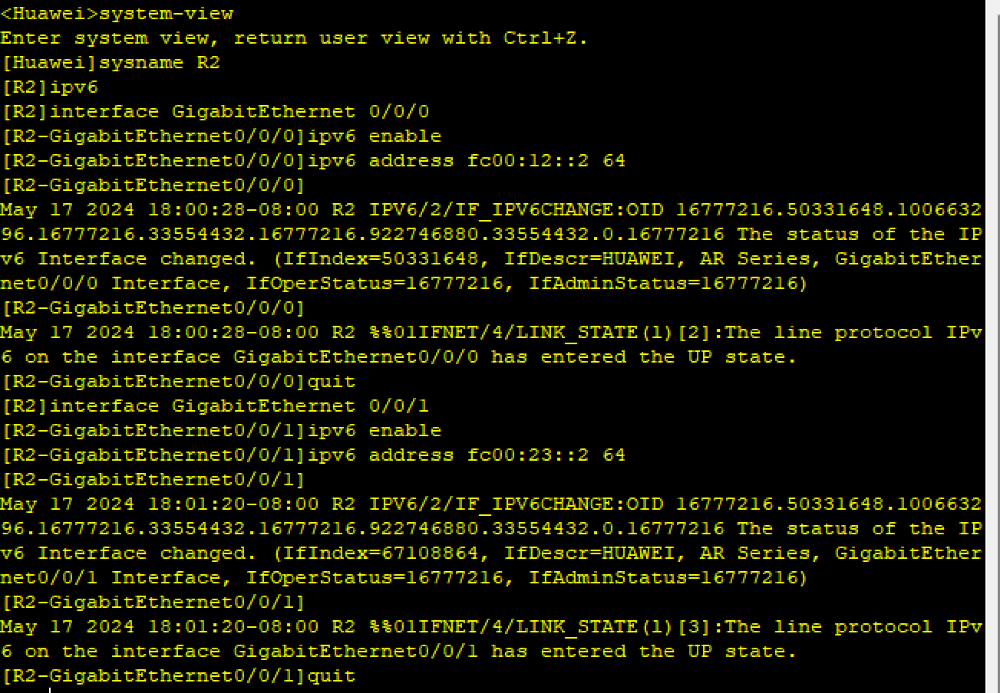 <Huawei>system-view
Enter system view, return user view with Ctrl+Z.
[Huawei]sysname R2
[R2]ipv6
[R2]interface GigabitEthernet 0/0/0
[R2-GigabitEthernet0/0/0]ipv6 enable
[R2-GigabitEthernet0/0/0]ipv6 address fc00:12::2 64
[R2-GigabitEthernet0/0/0]
May 17 2024 18:00:28-08:00 R2 IPV6/2/IF_IPV6CHANGE:OID 16777216.50331648.1006632
96.16777216.33554432.16777216.922746880.33554432.0.16777216 The status of the IP
v6 Interface changed. (IfIndex=50331648, IfDescr=HUAWEI, AR Series, GigabitEther
net0/0/0 Interface, IfOperStatus=16777216, IfAdminStatus=16777216)
[R2-GigabitEthernet0/0/0]
May 17 2024 18:00:28-08:00 R2 %%01IFNET/4/LINK_STATE(l)[2]:The line protocol IPv
6 on the interface GigabitEthernet0/0/0 has entered the UP state.
[R2-GigabitEthernet0/0/0]quit
[R2]interface GigabitEthernet 0/0/1
[R2-GigabitEthernet0/0/1]ipv6 enable
[R2-GigabitEthernet0/0/1]ipv6 address fc00:23::2 64
[R2-GigabitEthernet0/0/1]
May 17 2024 18:01:20-08:00 R2 IPV6/2/IF_IPV6CHANGE:OID 16777216.50331648.1006632
96.16777216.33554432.16777216.922746880.33554432.0.16777216 The status of the IP
v6 Interface changed. (IfIndex=67108864, IfDescr=HUAWEI, AR Series, GigabitEther
net0/0/1 Interface, IfOperStatus=16777216, IfAdminStatus=16777216)
[R2-GigabitEthernet0/0/1]
May 17 2024 18:01:20-08:00 R2 %%01IFNET/4/LINK_STATE(l)[3]:The line protocol IPv
6 on the interface GigabitEthernet0/0/1 has entered the UP state.
[R2-GigabitEthernet0/0/1]quit